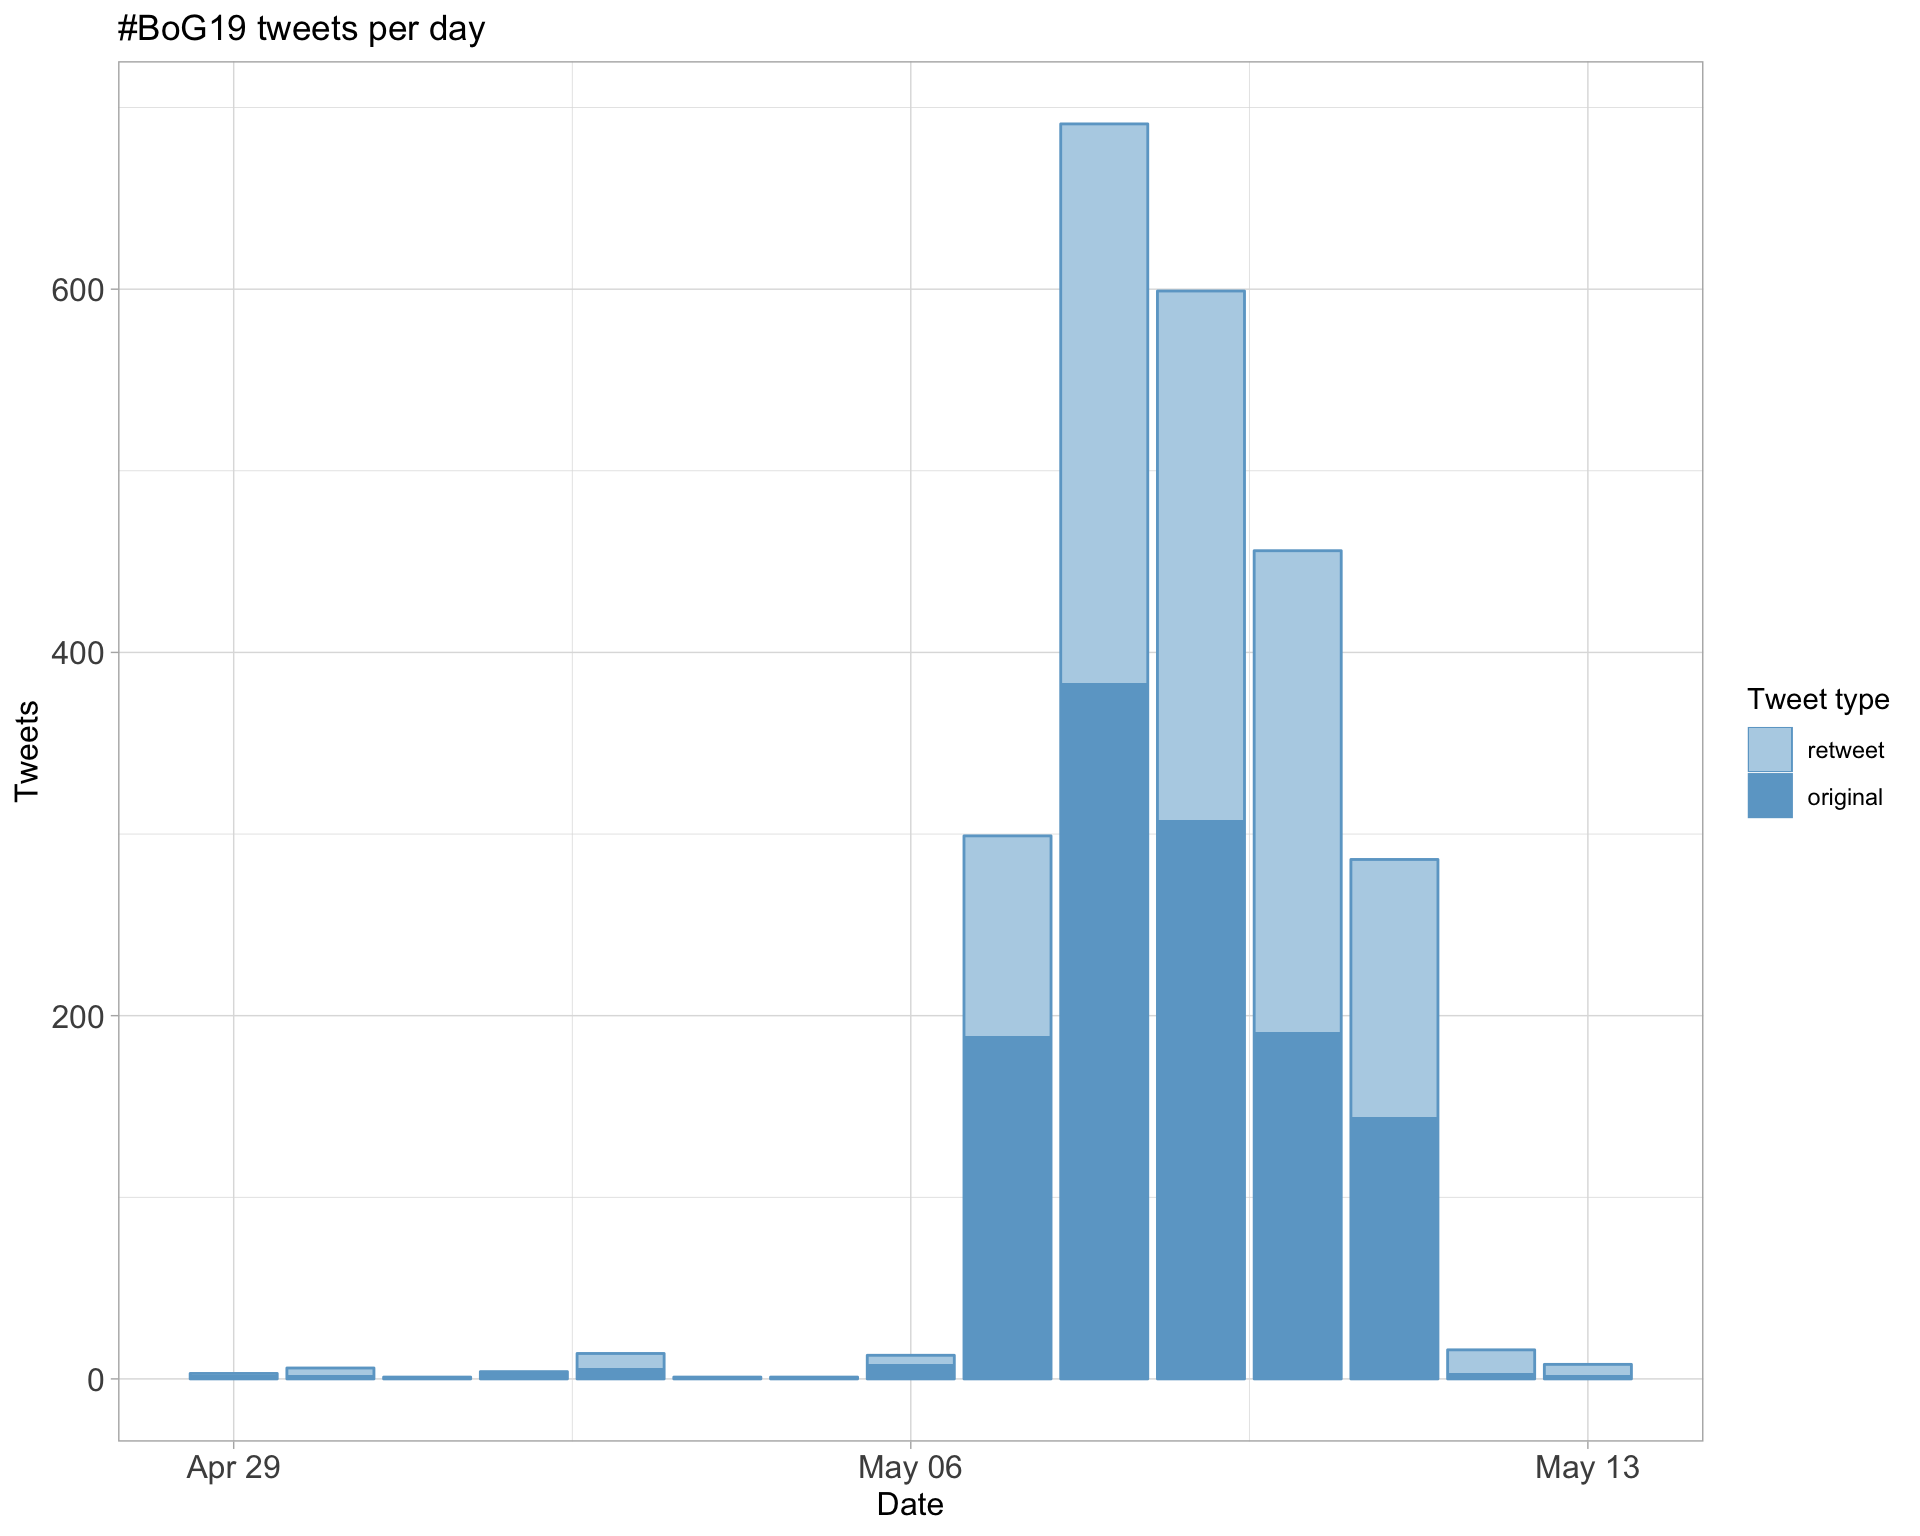 #BoG19 tweets per day
600
400
200
0
Tweets
Apr 29
May 06
May 13
Date
Tweet type
retweet
original